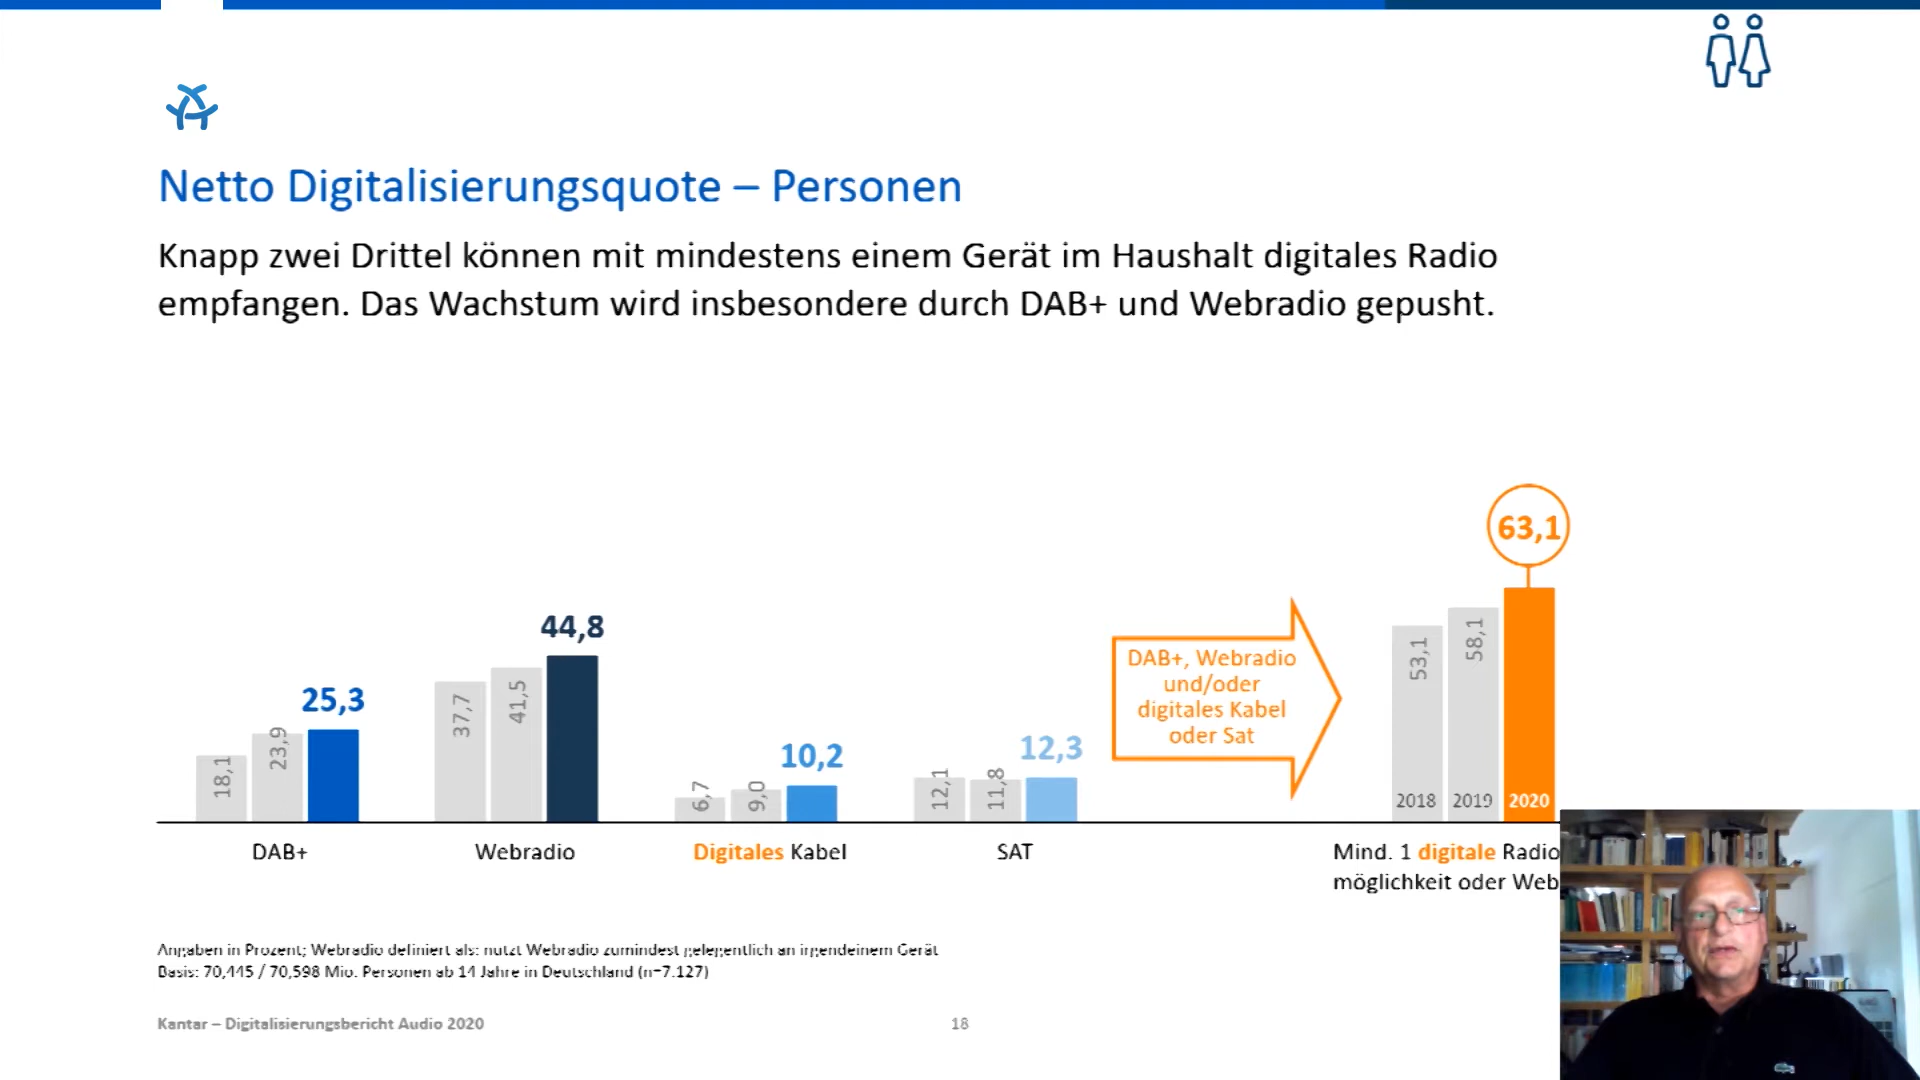 Netto Digitalisierungsquote – Personen
Knapp zwei Drittel können mit mindestens einem Gerät im Haushalt digitales Radio
empfangen. Das Wachstum wird insbesondere durch DAB+ und Webradio gepusht.
63,1
44,8
25,3
10,2
12,3
18,1
23,9
37,7
41,5
6,7
9,0
12,1
11,8
DAB+, Webradio
und/oder
digitales Kabel
oder Sat
53,1
58,1
2018 2019 2020
DAB+
Webradio
Digitales Kabel
SAT
Mind. 1 digitale Radio
möglichkeit oder Web
Angaben in Prozent; Webradio definiert als: nutzt Webradio zumindest gelegentlich an irgendeinem Gerät
Basis: 70,445 / 70,598 Mio. Personen ab 14 Jahre in Deutschland (n=7.127)
Kantar – Digitalisierungsbericht Audio 2020
18